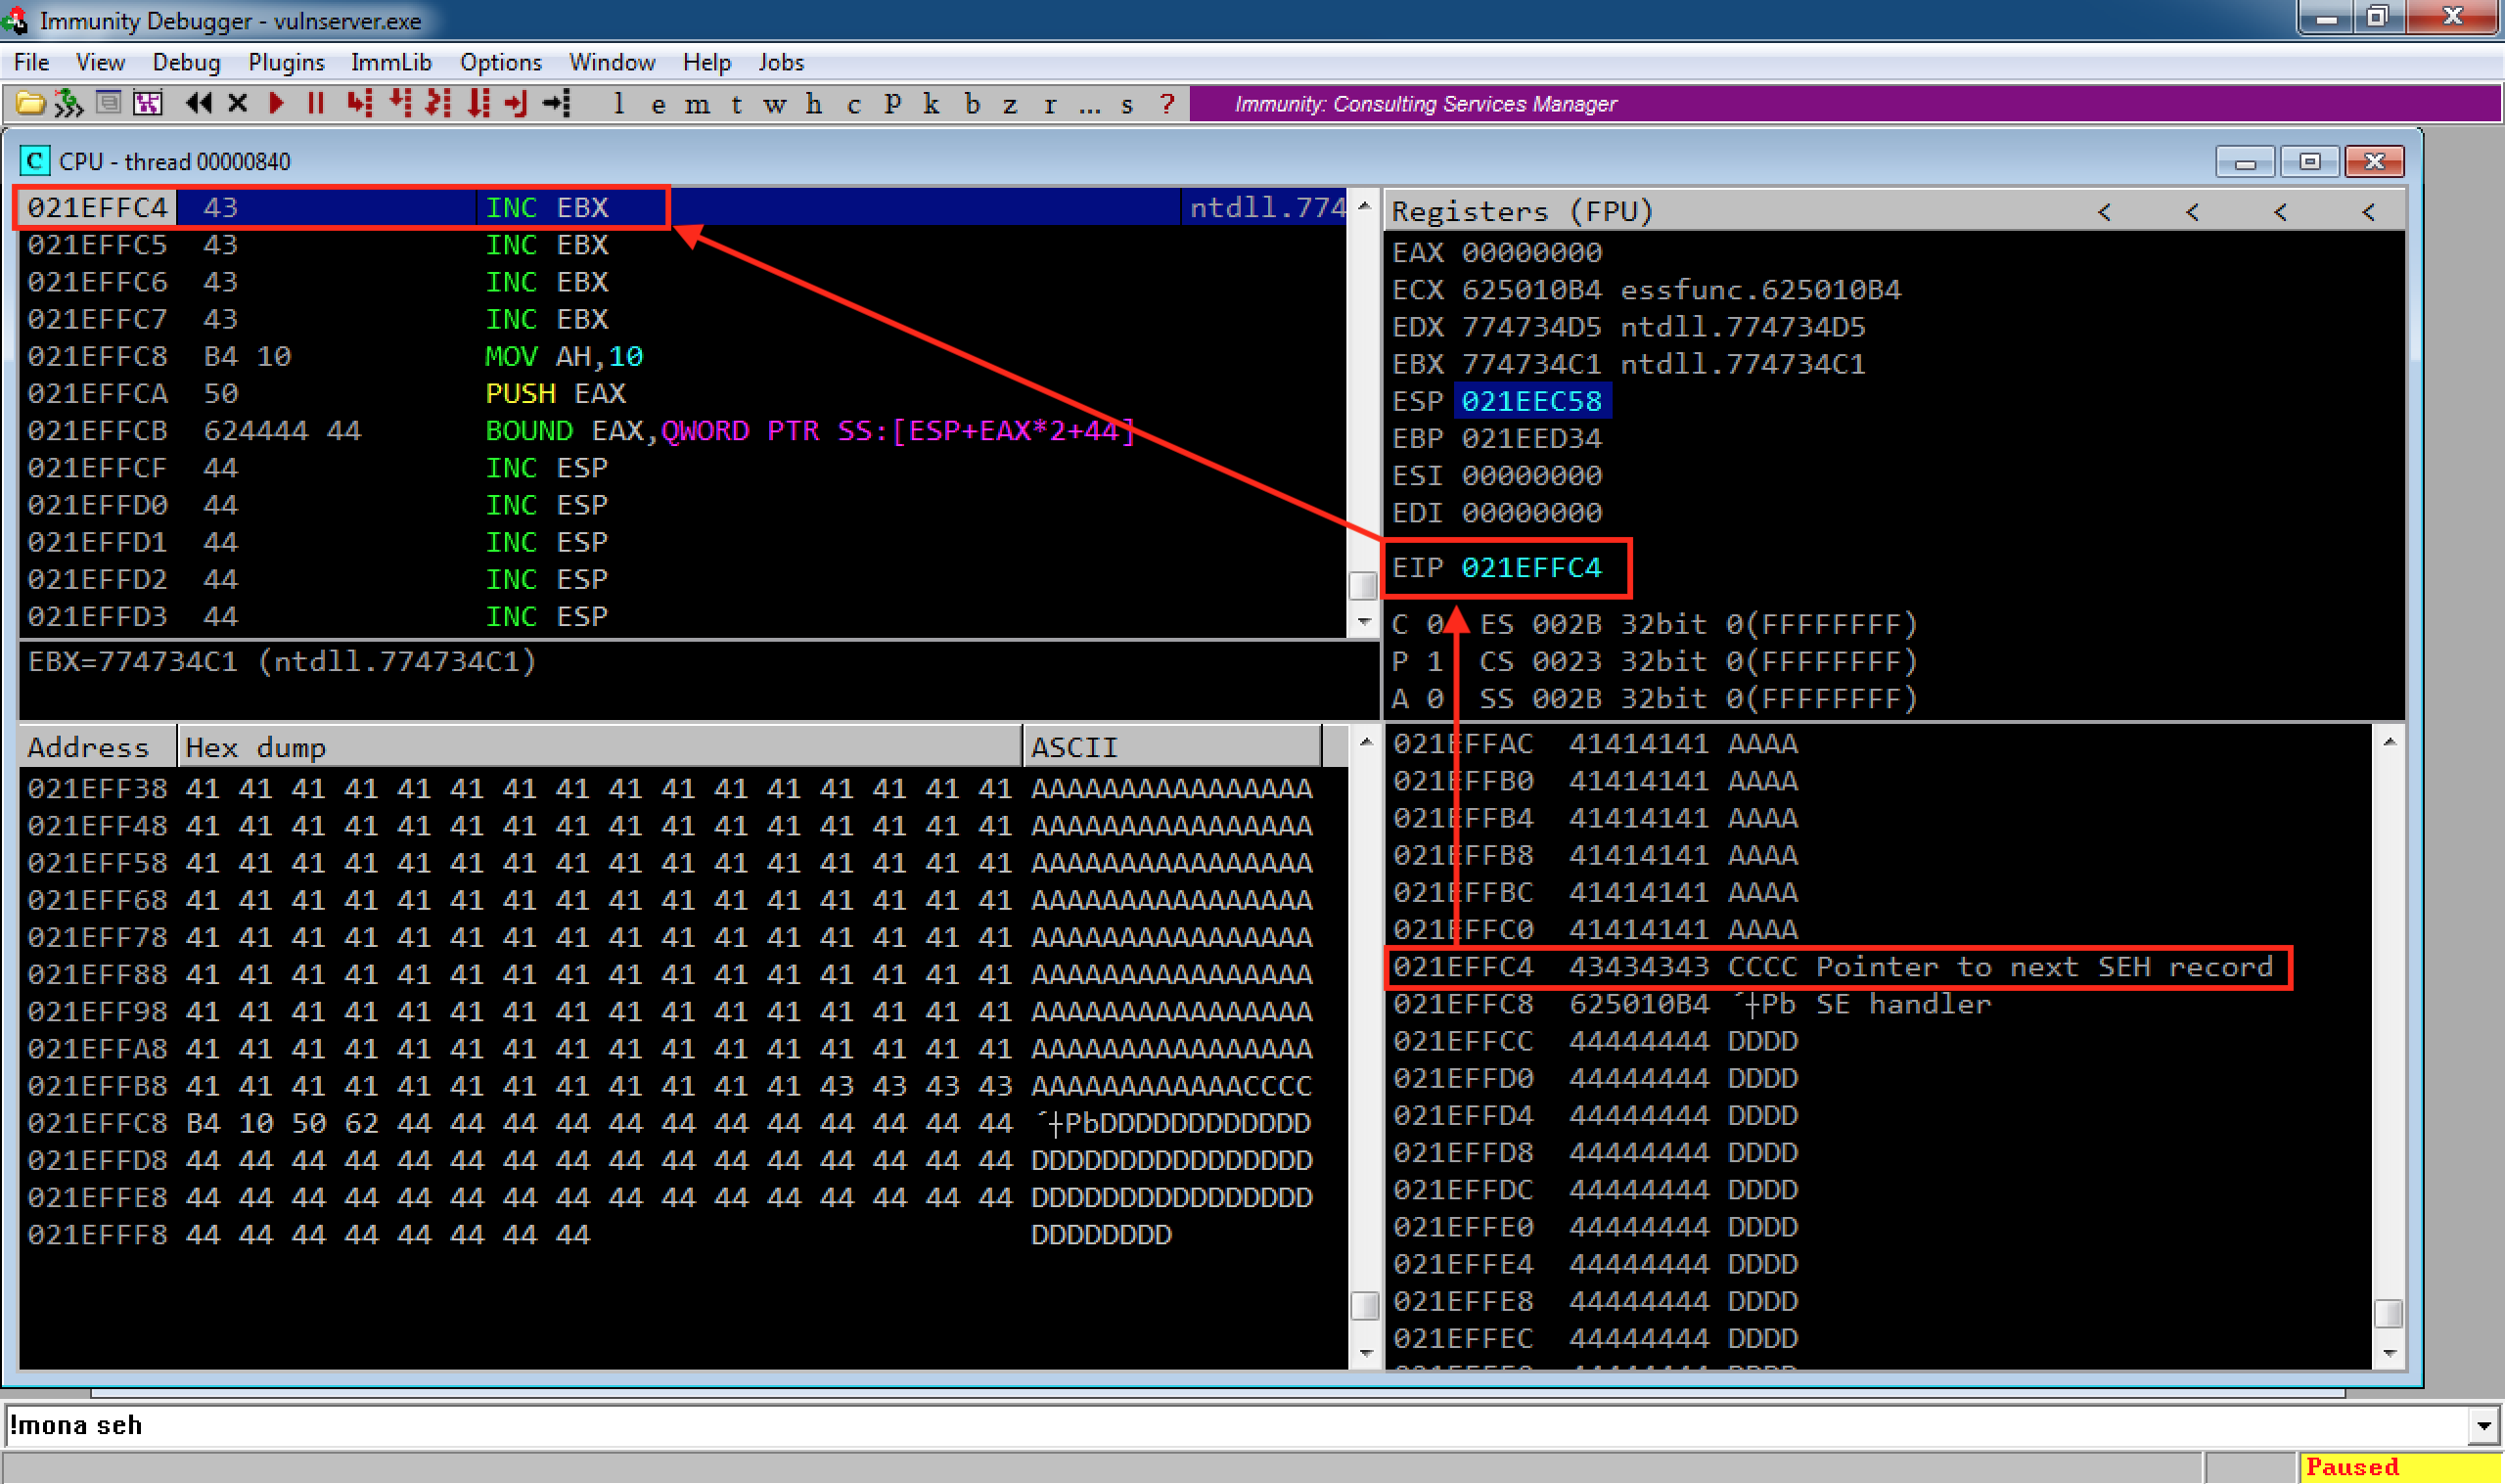 Immunity Debugger - vulnserver.exe
File View Debug Plugins ImmLib Options Window Help Jobs
l e m t w h c P k b z r ... s ? Immunity: Consulting Services Manager
C CPU - thread 00000840
021EFFC4 43 INC EBX ntdll.774
021EFFC5 43 INC EBX
021EFFC6 43 INC EBX
021EFFC7 43 INC EBX
021EFFC8 B4 10 MOV AH,10
021EFFCA 50 PUSH EAX
021EFFCB 624444 44 BOUND EAX,QWORD PTR SS:[ESP+EAX*2+44]
021EFFCF 44 INC ESP
021EFFD0 44 INC ESP
021EFFD1 44 INC ESP
021EFFD2 44 INC ESP
021EFFD3 44 INC ESP
EBX=774734C1 (ntdll.774734C1)
Registers (FPU) < < < <
EAX 00000000
ECX 625010B4 essfunc.625010B4
EDX 774734D5 ntdll.774734D5
EBX 774734C1 ntdll.774734C1
ESP 021EEC58
EBP 021EED34
ESI 00000000
EDI 00000000
EIP 021EFFC4
C 0 ES 002B 32bit 0(FFFFFFFF)
P 1 CS 0023 32bit 0(FFFFFFFF)
A 0 SS 002B 32bit 0(FFFFFFFF)
Address Hex dump ASCII
021EFF38 41 41 41 41 41 41 41 41 41 41 41 41 41 41 41 41 AAAAAAAAAAAAAAAA
021EFF48 41 41 41 41 41 41 41 41 41 41 41 41 41 41 41 41 AAAAAAAAAAAAAAAA
021EFF58 41 41 41 41 41 41 41 41 41 41 41 41 41 41 41 41 AAAAAAAAAAAAAAAA
021EFF68 41 41 41 41 41 41 41 41 41 41 41 41 41 41 41 41 AAAAAAAAAAAAAAAA
021EFF78 41 41 41 41 41 41 41 41 41 41 41 41 41 41 41 41 AAAAAAAAAAAAAAAA
021EFF88 41 41 41 41 41 41 41 41 41 41 41 41 41 41 41 41 AAAAAAAAAAAAAAAA
021EFF98 41 41 41 41 41 41 41 41 41 41 41 41 41 41 41 41 AAAAAAAAAAAAAAAA
021EFFA8 41 41 41 41 41 41 41 41 41 41 41 41 41 41 41 41 AAAAAAAAAAAAAAAA
021EFFB8 41 41 41 41 41 41 41 41 41 41 41 41 43 43 43 43 AAAAAAAAAAAACCCC
021EFFC8 B4 10 50 62 44 44 44 44 44 44 44 44 44 44 44 44 ´┼PbDDDDDDDDDDDD
021EFFD8 44 44 44 44 44 44 44 44 44 44 44 44 44 44 44 44 DDDDDDDDDDDDDDDD
021EFFE8 44 44 44 44 44 44 44 44 44 44 44 44 44 44 44 44 DDDDDDDDDDDDDDDD
021EFFF8 44 44 44 44 44 44 44 44 DDDDDDDD
021EFFAC 41414141 AAAA
021EFFB0 41414141 AAAA
021EFFB4 41414141 AAAA
021EFFB8 41414141 AAAA
021EFFBC 41414141 AAAA
021EFFC0 41414141 AAAA
021EFFC4 43434343 CCCC Pointer to next SEH record
021EFFC8 625010B4 ´┼Pb SE handler
021EFFCC 44444444 DDDD
021EFFD0 44444444 DDDD
021EFFD4 44444444 DDDD
021EFFD8 44444444 DDDD
021EFFDC 44444444 DDDD
021EFFE0 44444444 DDDD
021EFFE4 44444444 DDDD
021EFFE8 44444444 DDDD
021EFFEC 44444444 DDDD
!mona seh
Paused